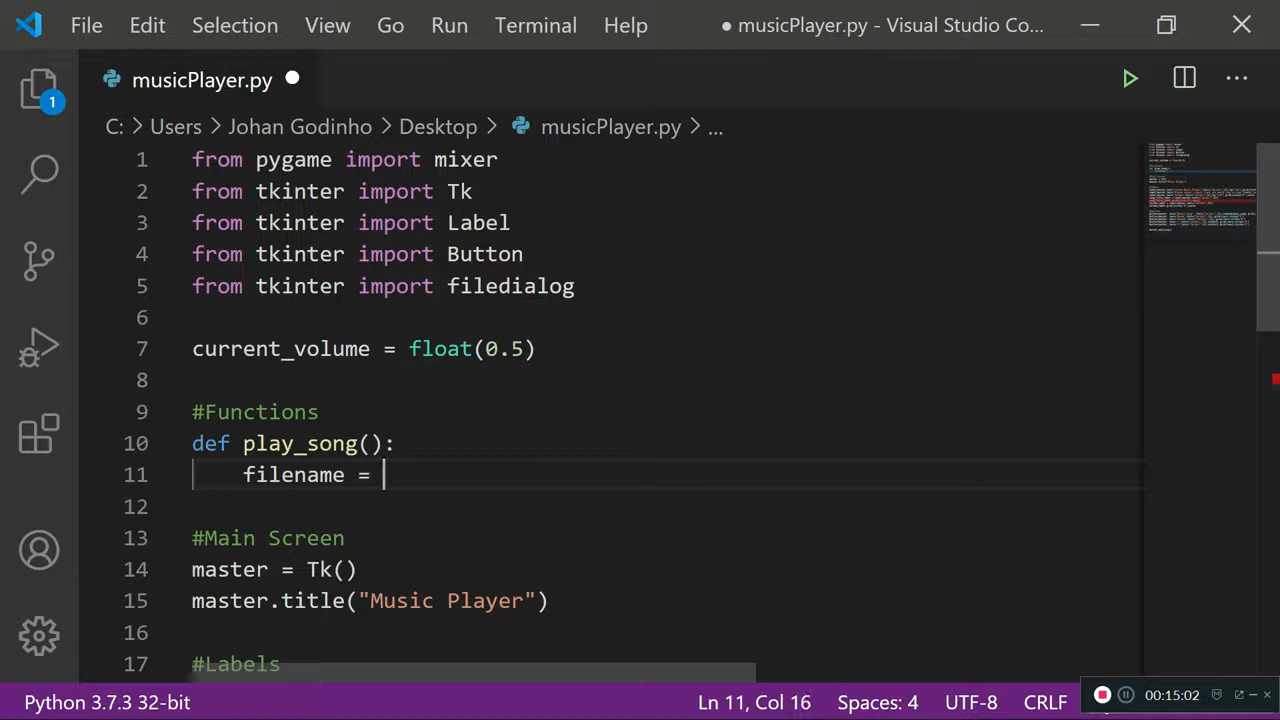 File Edit Selection View Go Run Terminal Help ● musicPlayer.py - Visual Studio Co...
musicPlayer.py
C: > Users > Johan Godinho > Desktop > musicPlayer.py > ...
1
1 from pygame import mixer
2 from tkinter import Tk
3 from tkinter import Label
4 from tkinter import Button
5 from tkinter import filedialog
6
7 current_volume = float(0.5)
8
9 #Functions
10 def play_song():
11 filename =
12
13 #Main Screen
14 master = Tk()
15 master.title("Music Player")
16
17 #Labels
Python 3.7.3 32-bit Ln 11, Col 16 Spaces: 4 UTF-8 CRLF 00:15:02